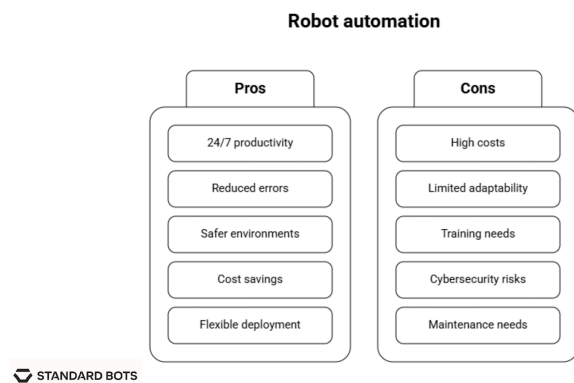 Robot automation
Pros
24/7 productivity
Reduced errors
Safer environments
Cost savings
Flexible deployment
Cons
High costs
Limited adaptability
Training needs
Cybersecurity risks
Maintenance needs
STANDARD BOTS